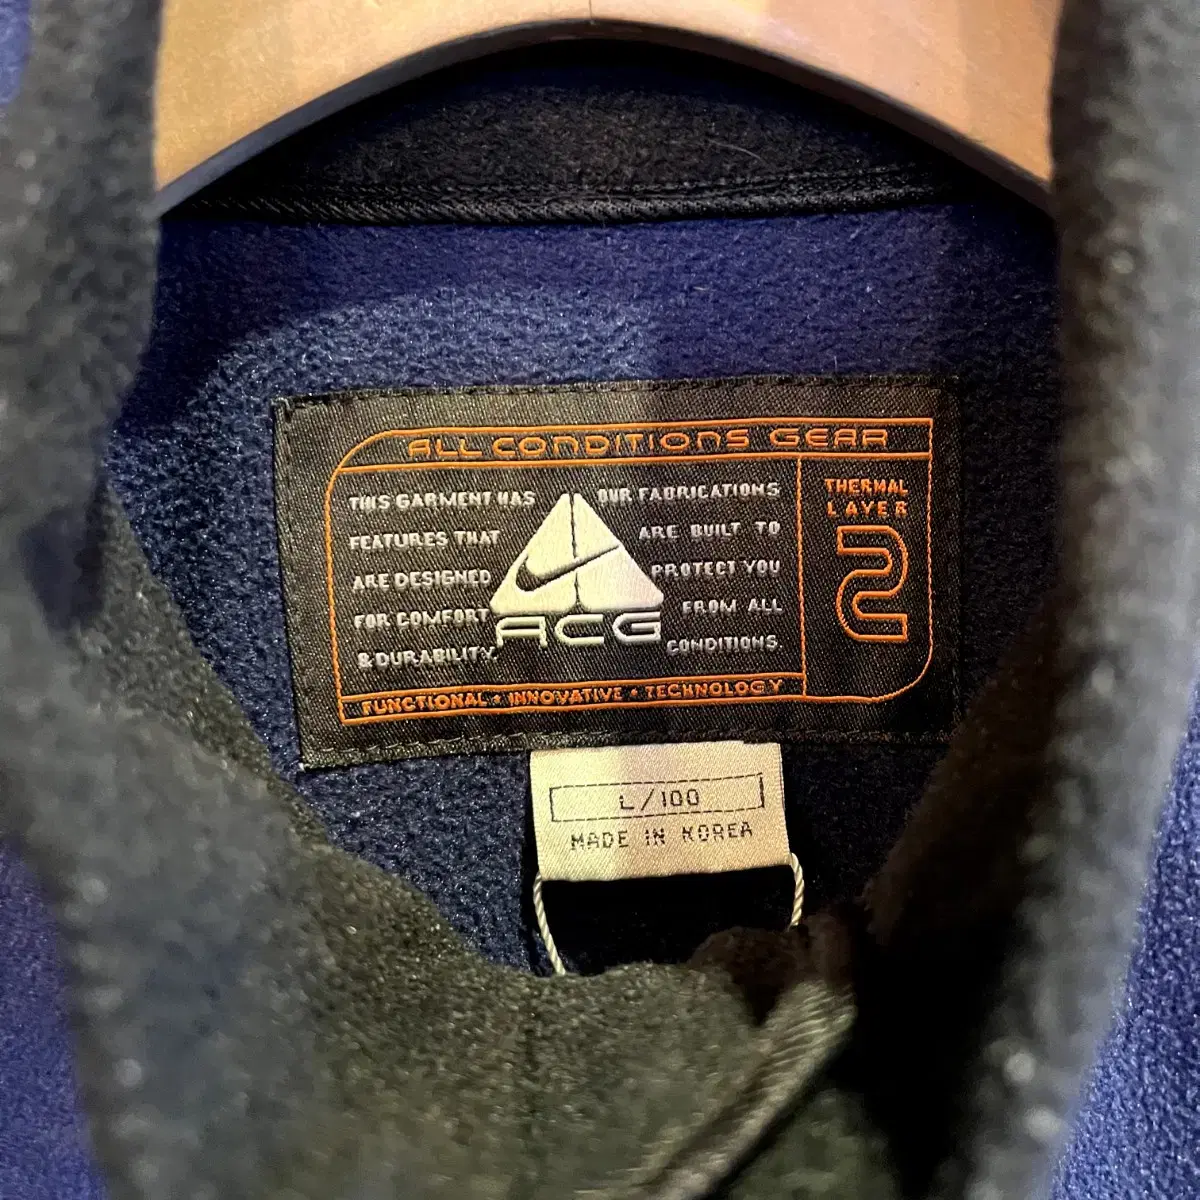 ALL CONDITIONS GEAR
THIS GARMENT HAS
FEATURES THAT
ARE DESIGNED
FOR COMFORT
& DURABILITY.
ACG
OUR FABRICATIONS
ARE BUILT TO
PROTECT YOU
FROM ALL
CONDITIONS.
THERMAL
LAYER
2
FUNCTIONAL • INNOVATIVE • TECHNOLOGY
L/100
MADE IN KOREA